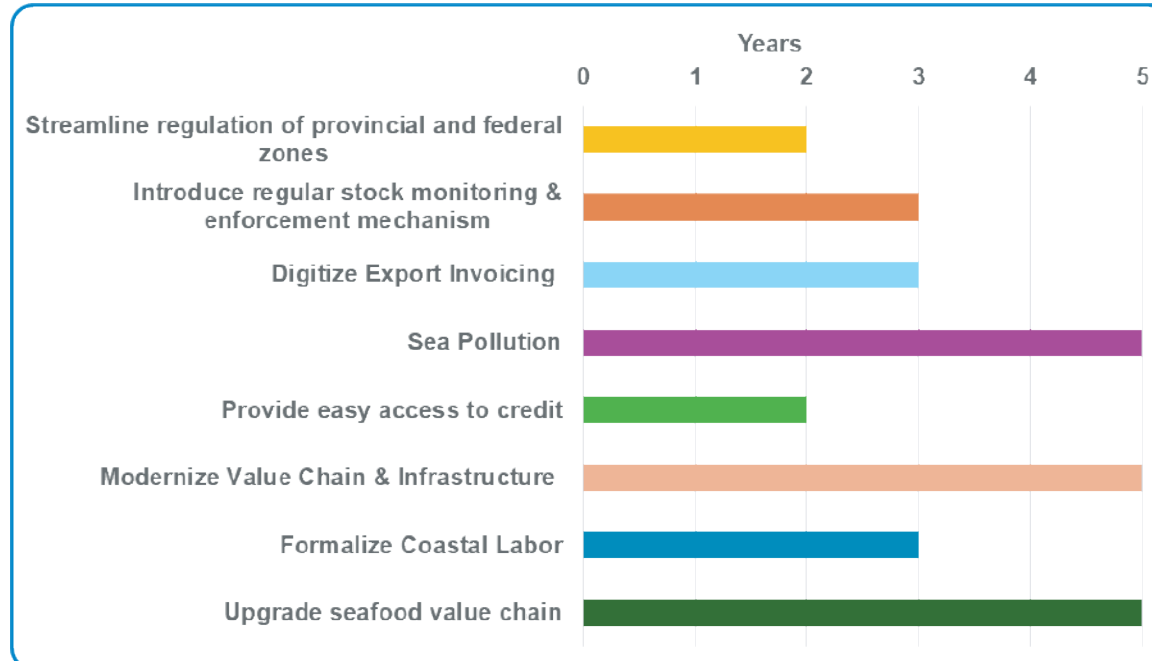 Years
0 1 2 3 4 5
Streamline regulation of provincial and federal
zones
Introduce regular stock monitoring &
enforcement mechanism
Digitize Export Invoicing
Sea Pollution
Provide easy access to credit
Modernize Value Chain & Infrastructure
Formalize Coastal Labor
Upgrade seafood value chain